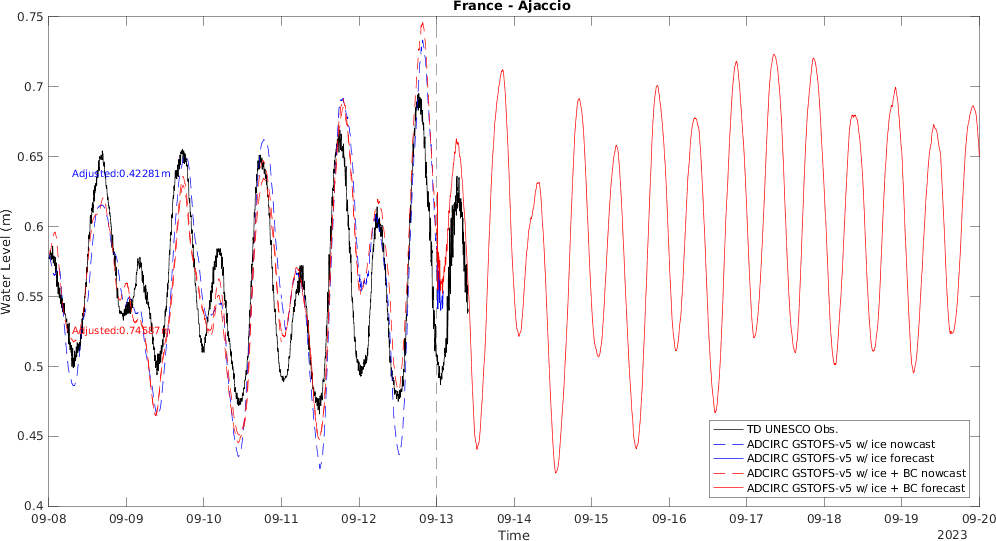 France - Ajaccio
0.75
0.7
0.65
0.6
0.55
0.5
0.45
0.4
Water Level (m)
Adjusted:0.42281m
Adjusted:0.74687m
TD UNESCO Obs.
ADCIRC GSTOFS-v5 w/ ice nowcast
ADCIRC GSTOFS-v5 w/ ice forecast
ADCIRC GSTOFS-v5 w/ ice + BC nowcast
ADCIRC GSTOFS-v5 w/ ice + BC forecast
09-08 09-09 09-10 09-11 09-12 09-13 09-14 09-15 09-16 09-17 09-18 09-19 09-20
Time
2023